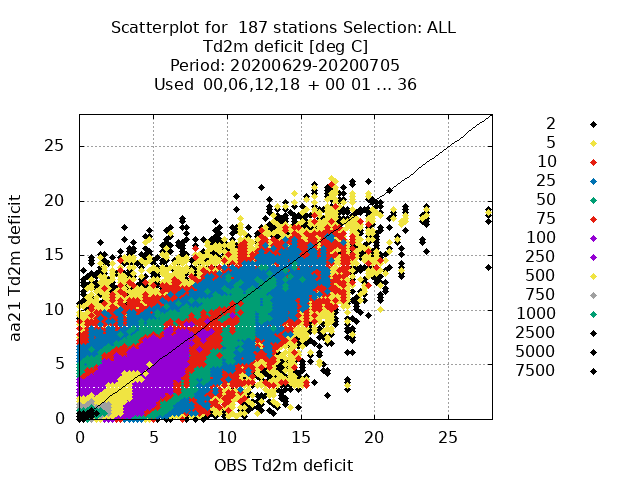 Scatterplot for  187 stations Selection: ALL
Td2m deficit [deg C]
Period: 20200629-20200705
Used  00,06,12,18 + 00 01 ... 36
2
5
10
25
50
75
100
250
500
750
1000
2500
5000
7500
25
20
15
10
5
0
aa21 Td2m deficit
0 5 10 15 20 25
OBS Td2m deficit